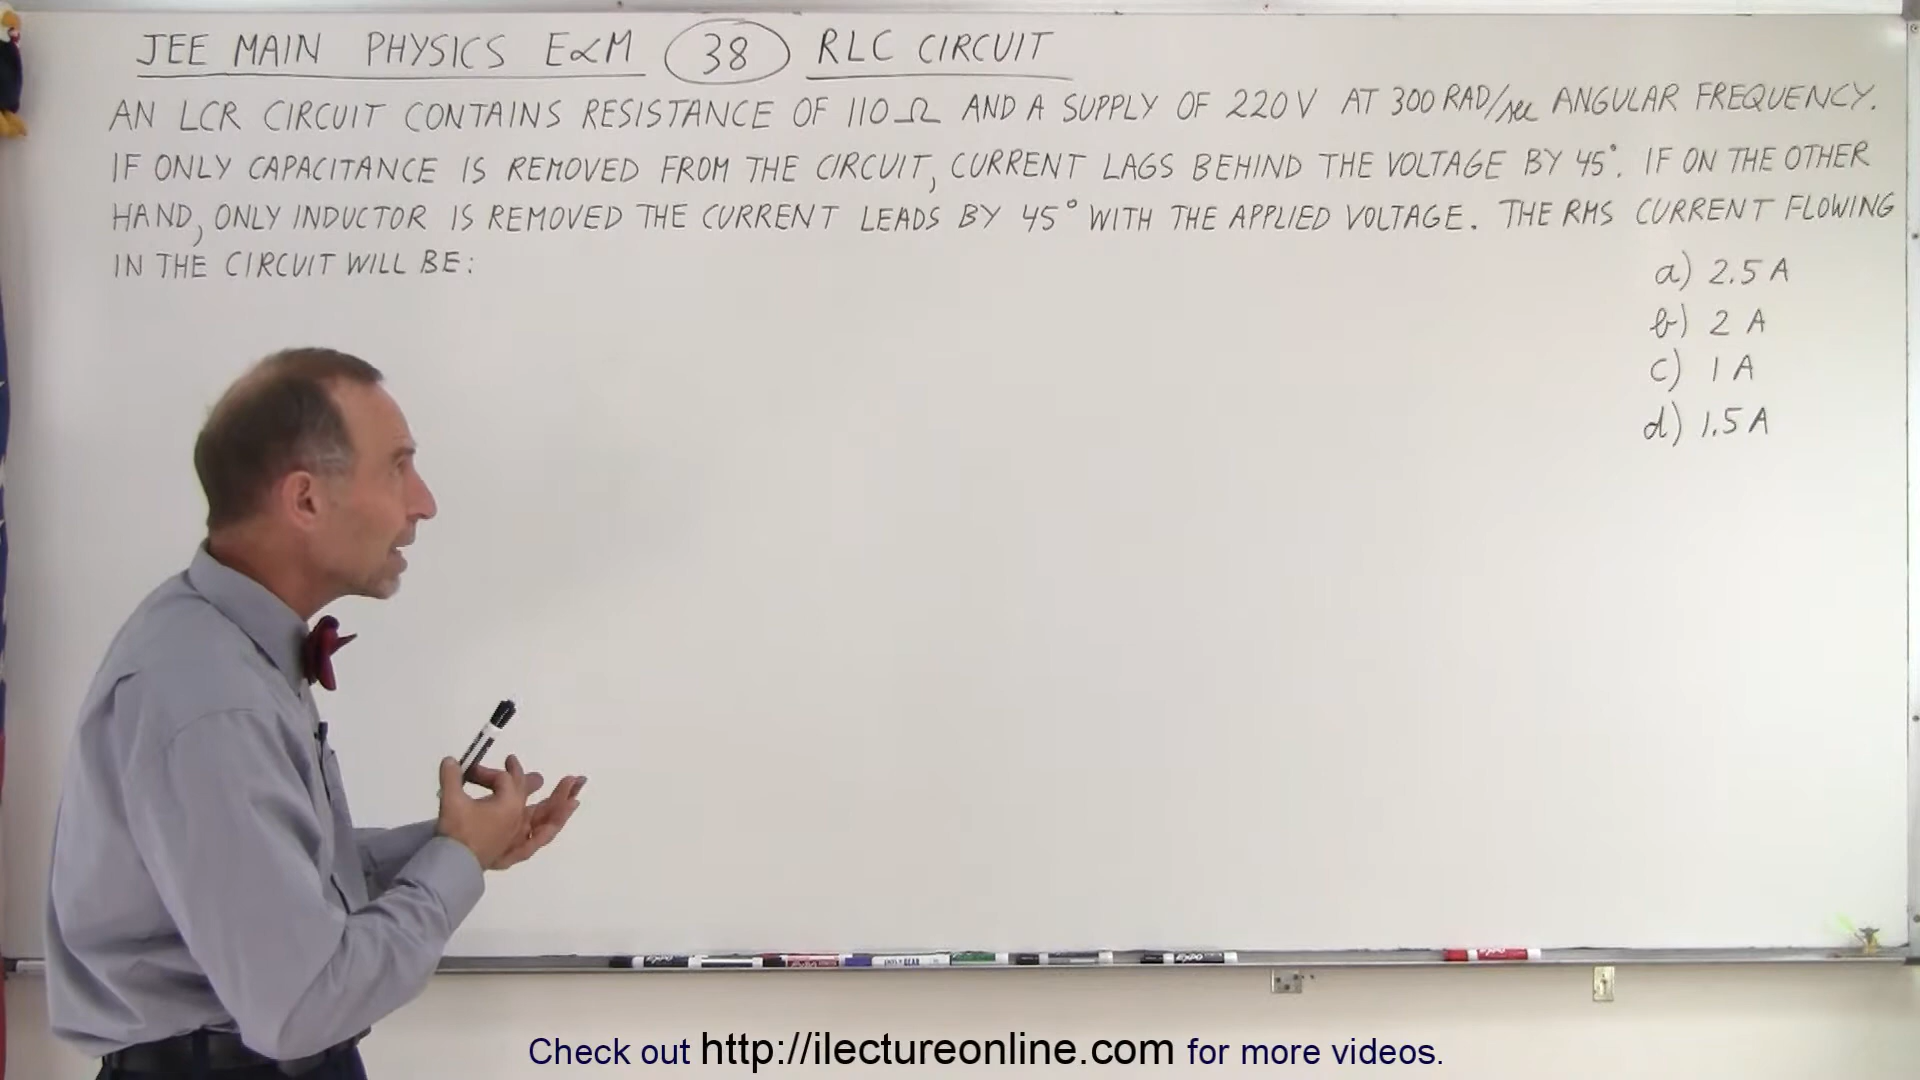 JEE MAIN PHYSICS E∝M 38 RLC CIRCUIT
AN LCR CIRCUIT CONTAINS RESISTANCE OF 110 Ω AND A SUPPLY OF 220 V AT 300 RAD/sec ANGULAR FREQUENCY.
IF ONLY CAPACITANCE IS REMOVED FROM THE CIRCUIT, CURRENT LAGS BEHIND THE VOLTAGE BY 45°. IF ON THE OTHER
HAND, ONLY INDUCTOR IS REMOVED THE CURRENT LEADS BY 45° WITH THE APPLIED VOLTAGE. THE RMS CURRENT FLOWING
IN THE CIRCUIT WILL BE:
a) 2.5 A
b) 2 A
c) 1 A
d) 1.5 A
Check out http://ilectureonline.com for more videos.